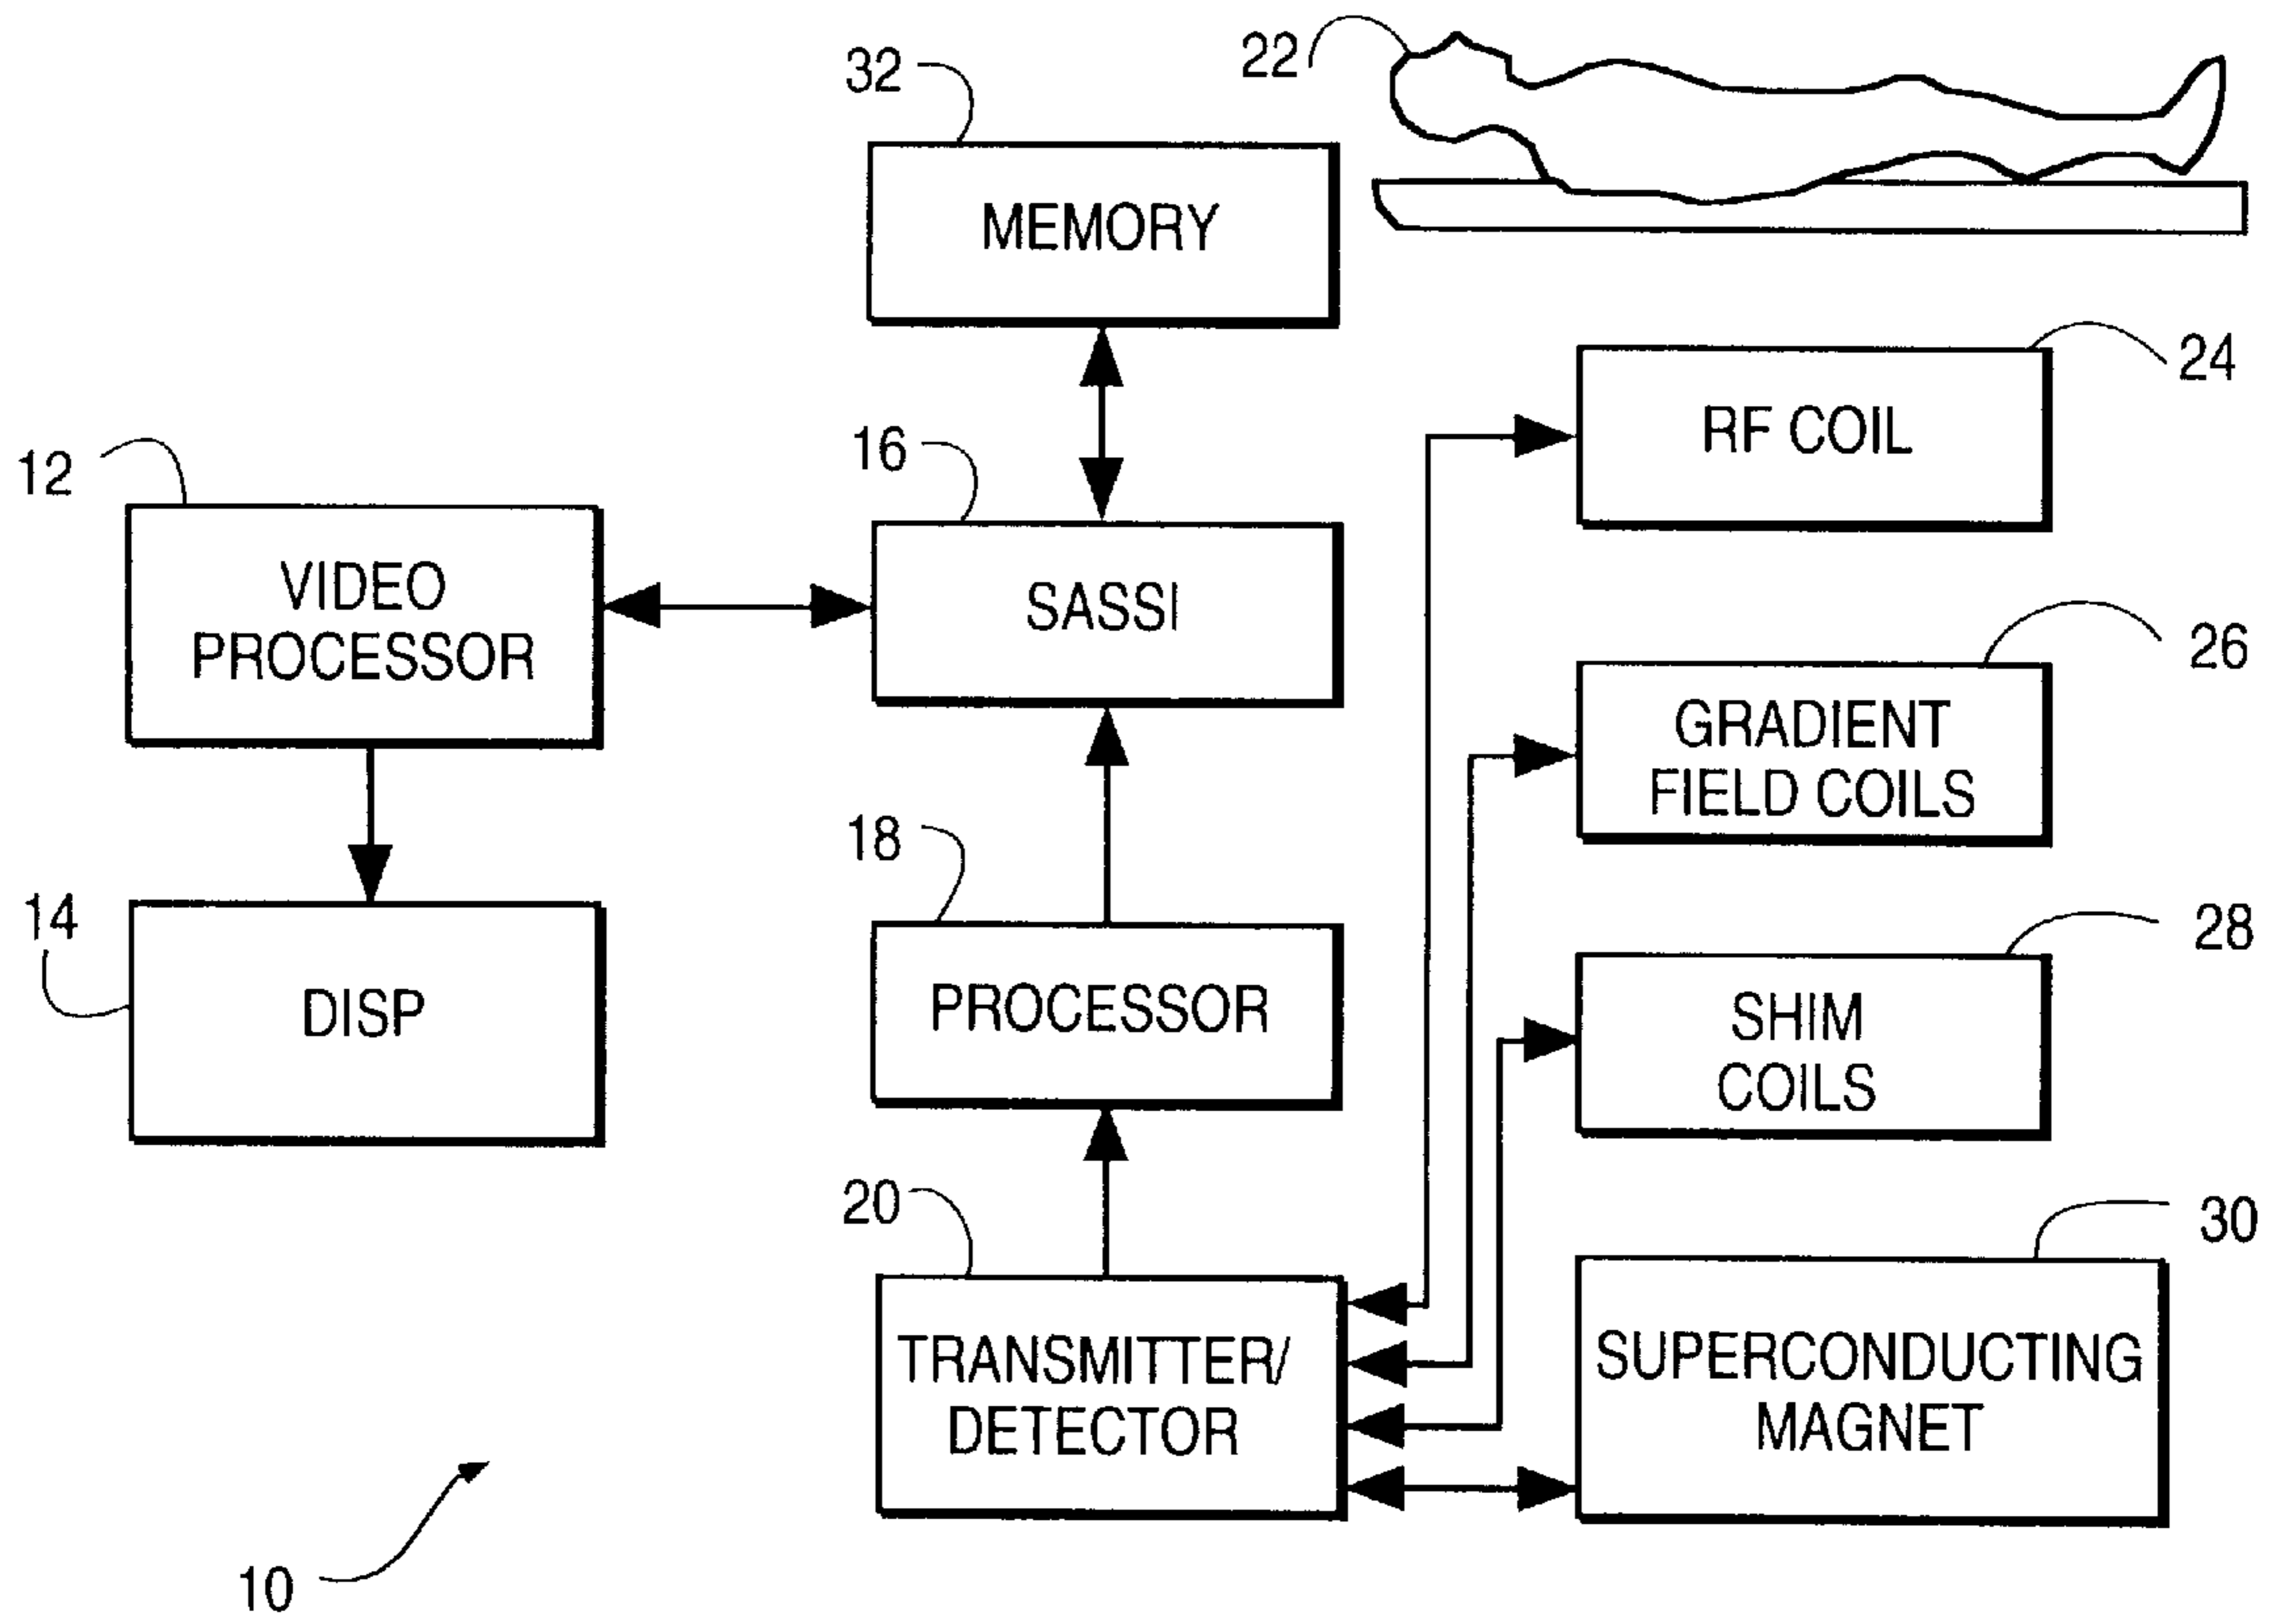 32
MEMORY
22
24
RF COIL
12
VIDEO
PROCESSOR
16
SASSI
26
GRADIENT
FIELD COILS
14
DISP
18
PROCESSOR
28
SHIM
COILS
20
TRANSMITTER/
DETECTOR
30
SUPERCONDUCTING
MAGNET
10